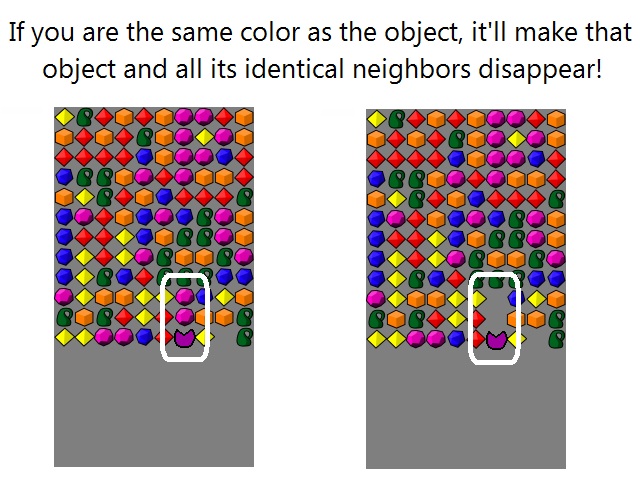 If you are the same color as the object, it'll make that
object and all its identical neighbors disappear!